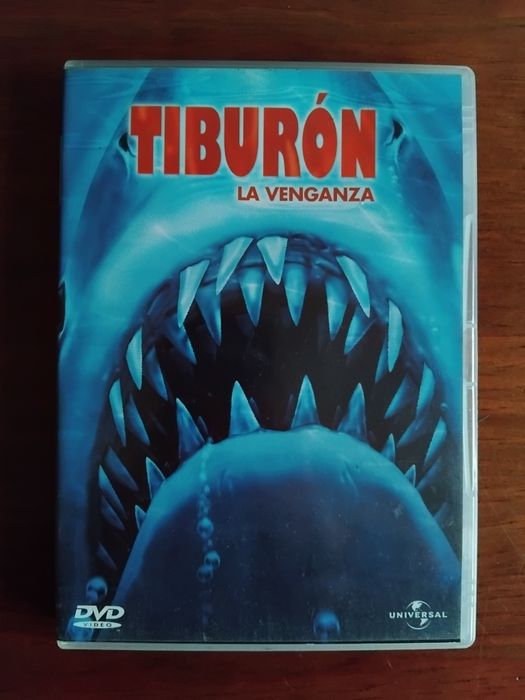 TIBURÓN
LA VENGANZA
DVD
VIDEO
UNIVERSAL